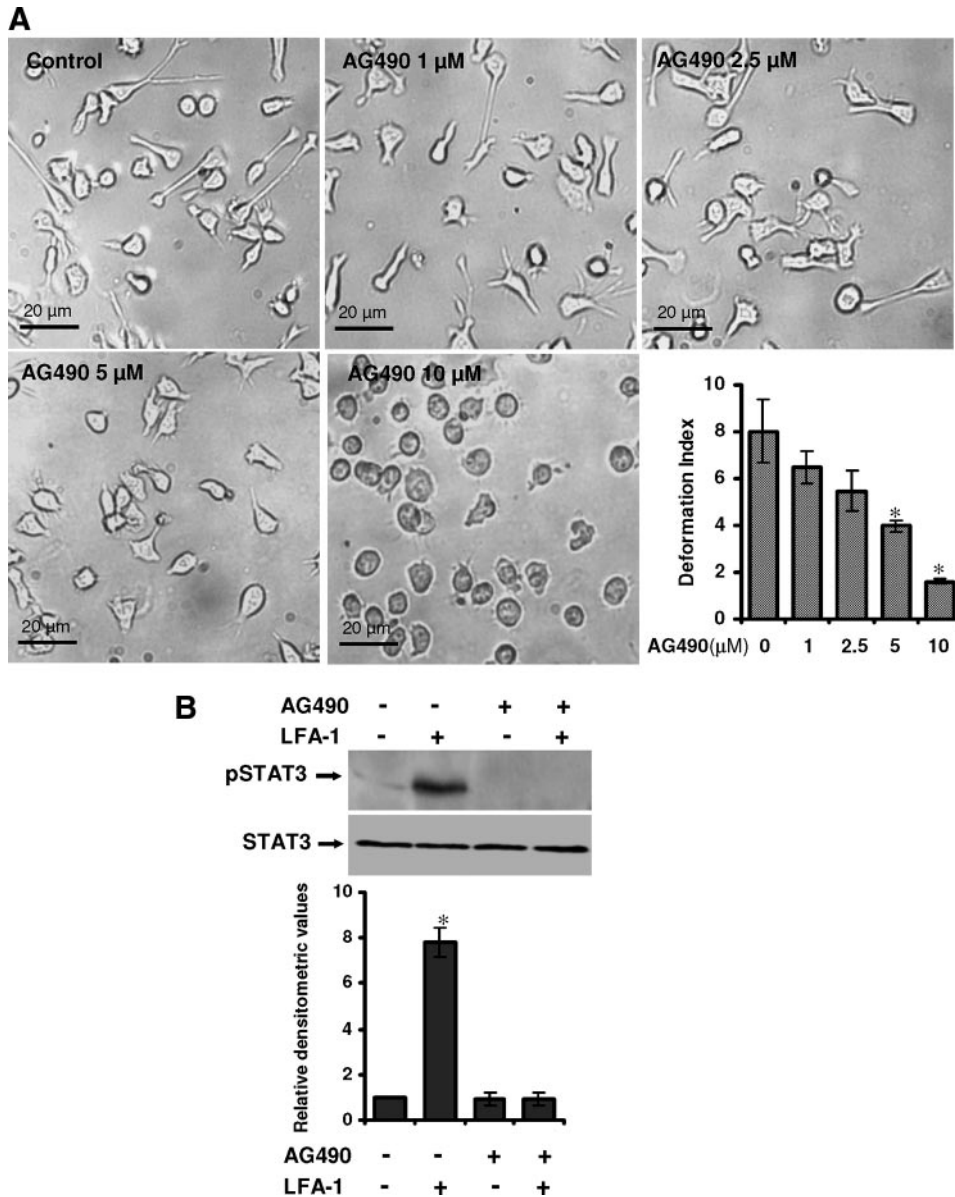 A
Control
AG490 1 µM
AG490 2.5 µM
20 µm
20 µm
20 µm
AG490 5 µM
AG490 10 µM
20 µm
20 µm
Deformation Index
10
8
6
4
2
0
*
*
AG490(µM) 0 1 2.5 5 10
B
AG490 - - + +
LFA-1 - + - +
pSTAT3
STAT3
Relative densitometric values
10
8
6
4
2
0
*
AG490 - - + +
LFA-1 - + - +